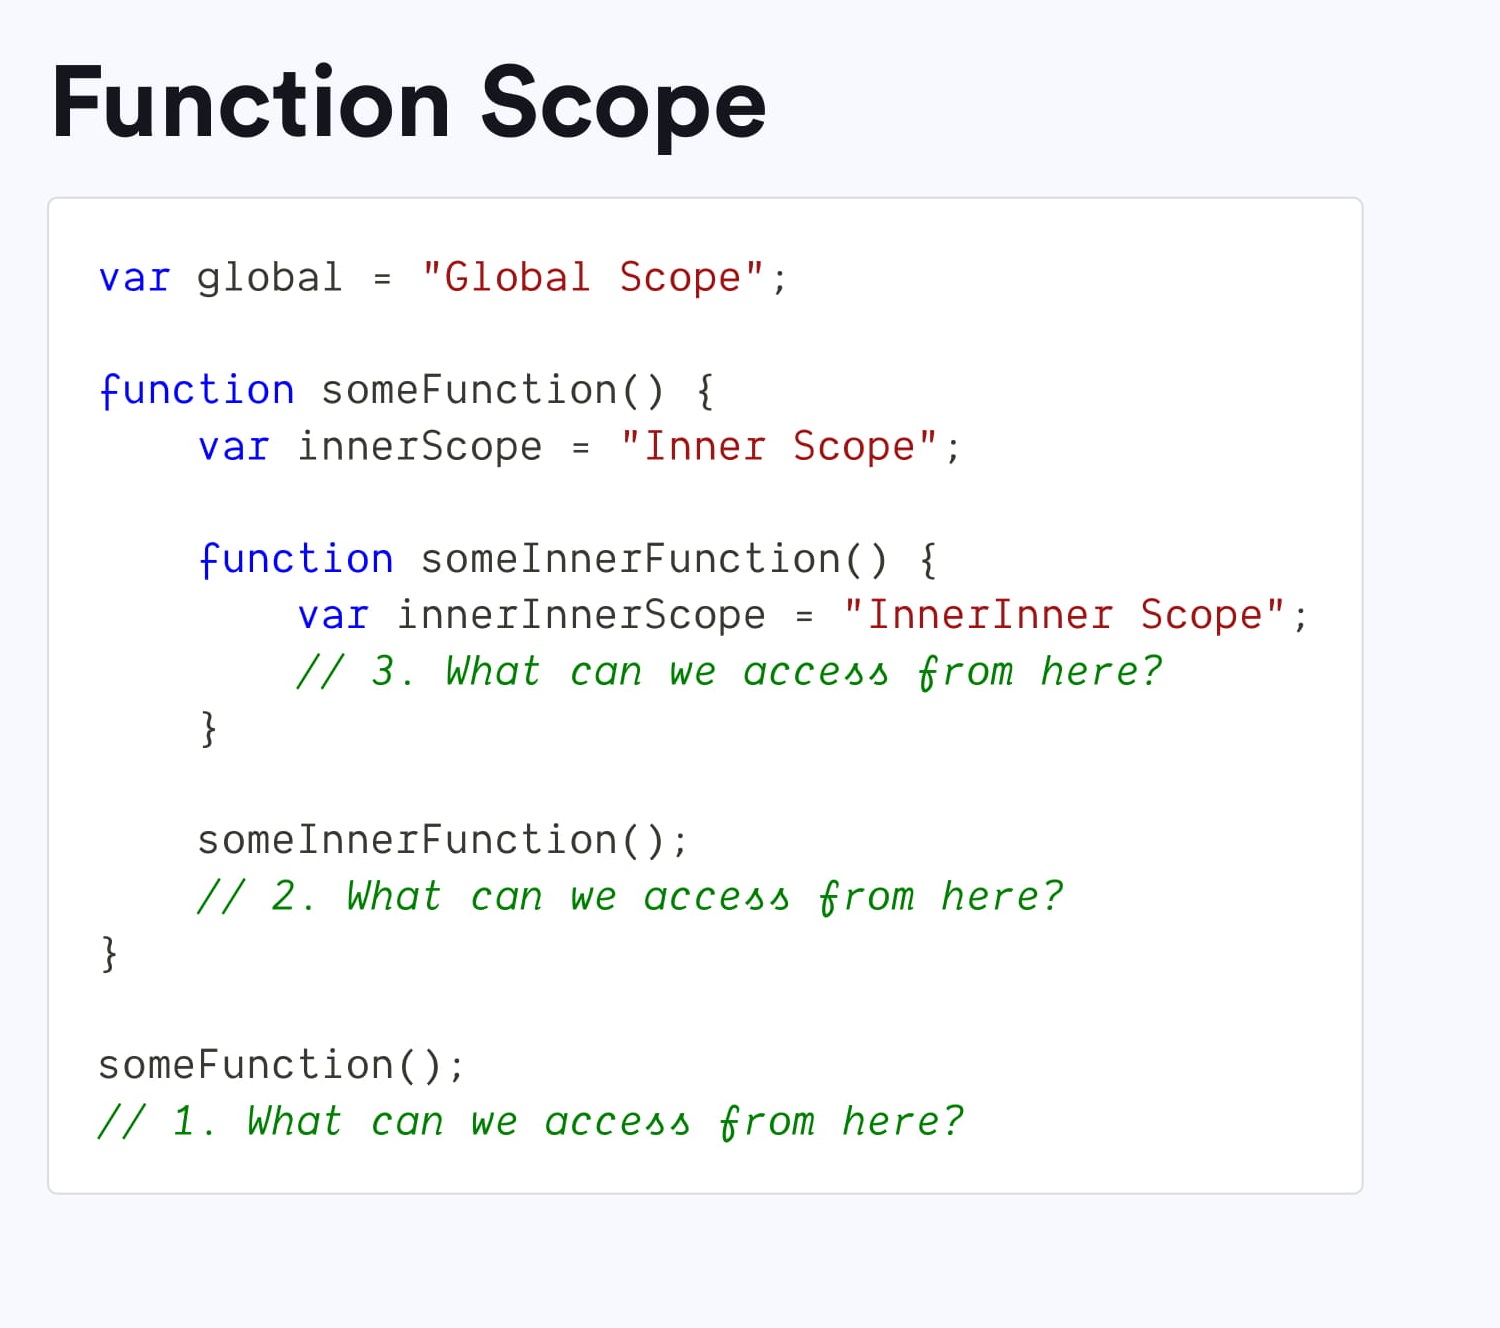 Function Scope
var global = "Global Scope";
function someFunction() {
var innerScope = "Inner Scope";
function someInnerFunction() {
var innerInnerScope = "InnerInner Scope";
// 3. What can we access from here?
}
someInnerFunction();
// 2. What can we access from here?
}
someFunction();
// 1. What can we access from here?